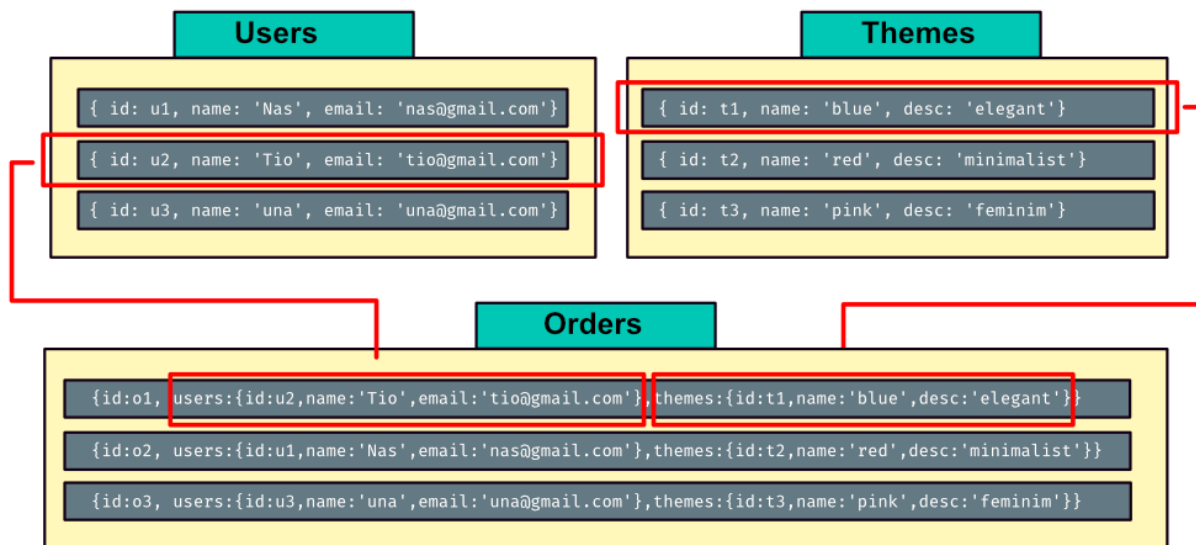 Users
{ id: u1, name: 'Nas', email: 'nas@gmail.com'}
{ id: u2, name: 'Tio', email: 'tio@gmail.com'}
{ id: u3, name: 'una', email: 'una@gmail.com'}
Themes
{ id: t1, name: 'blue', desc: 'elegant'}
{ id: t2, name: 'red', desc: 'minimalist'}
{ id: t3, name: 'pink', desc: 'feminim'}
Orders
{id:o1, users:{id:u2,name:'Tio',email:'tio@gmail.com'},themes:{id:t1,name:'blue',desc:'elegant'}}
{id:o2, users:{id:u1,name:'Nas',email:'nas@gmail.com'},themes:{id:t2,name:'red',desc:'minimalist'}}
{id:o3, users:{id:u3,name:'una',email:'una@gmail.com'},themes:{id:t3,name:'pink',desc:'feminim'}}